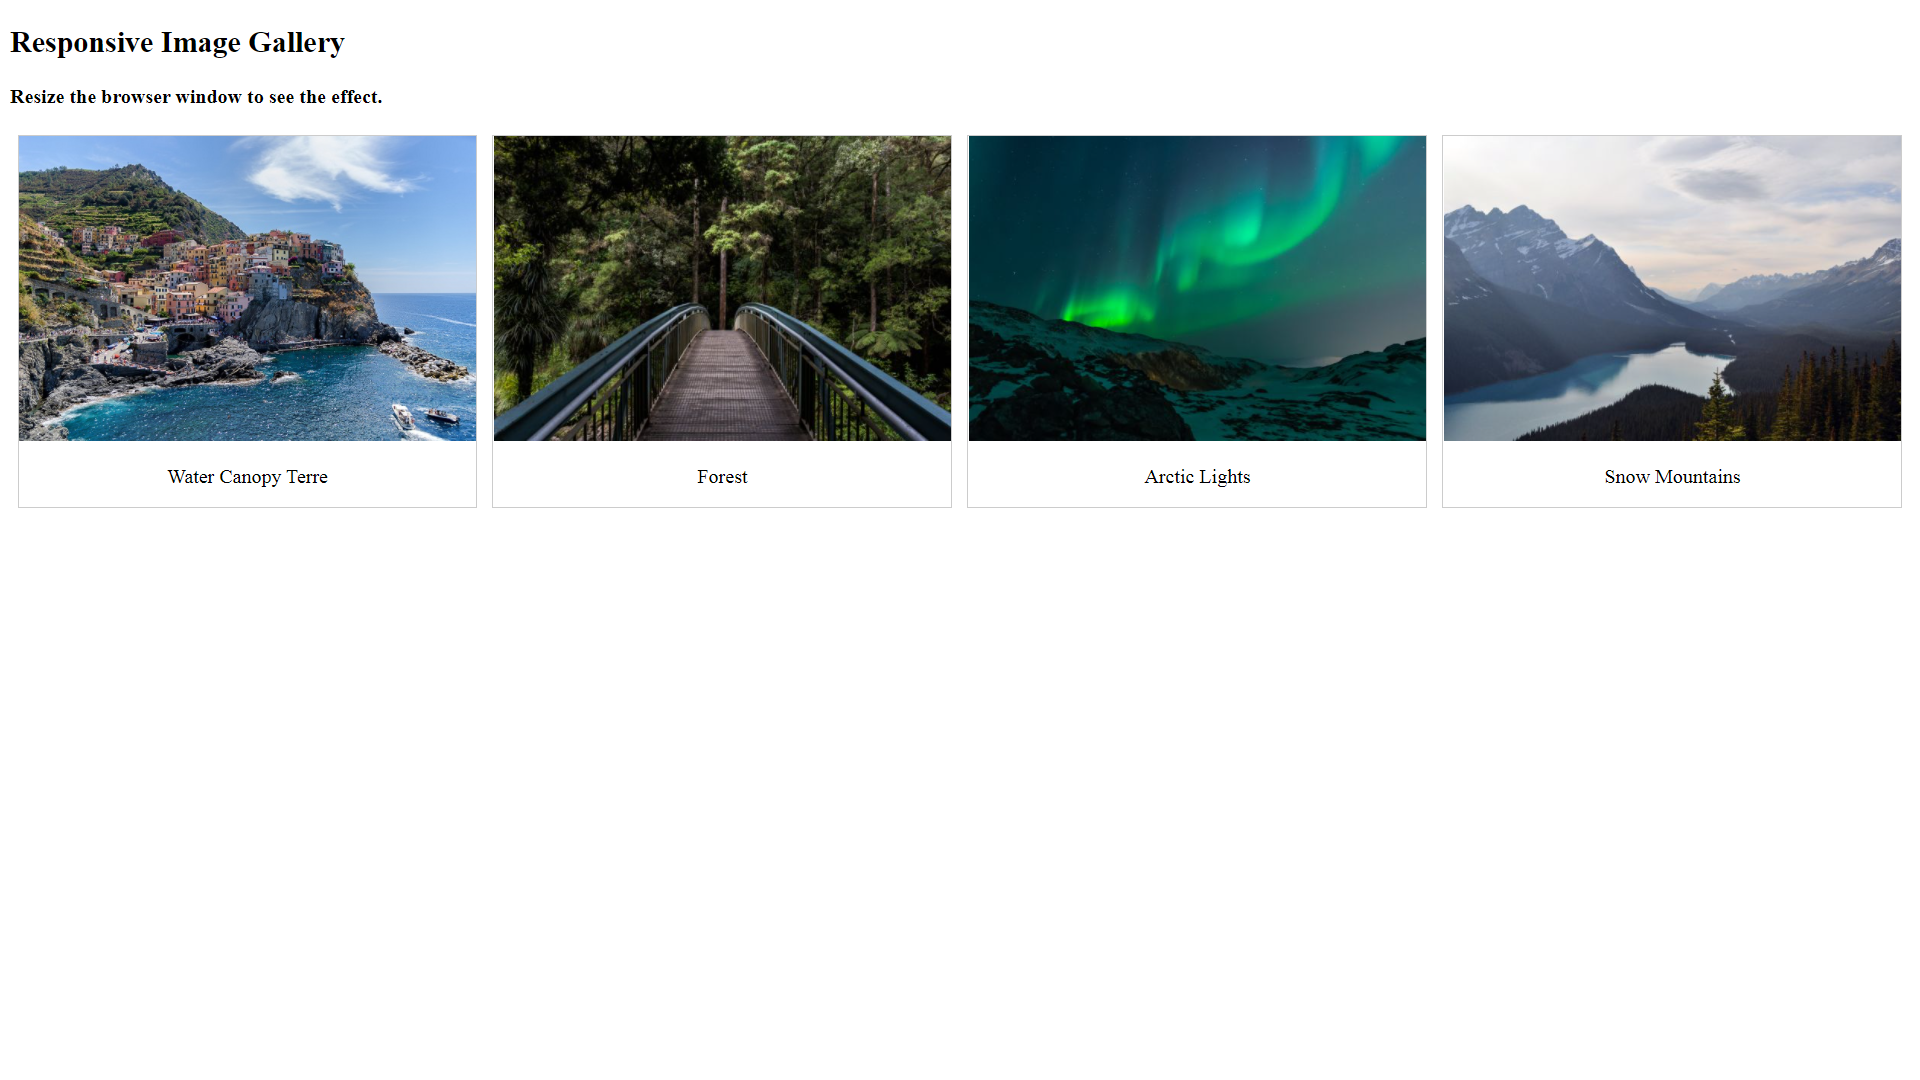 Responsive Image Gallery
Resize the browser window to see the effect.
Water Canopy Terre
Forest
Arctic Lights
Snow Mountains